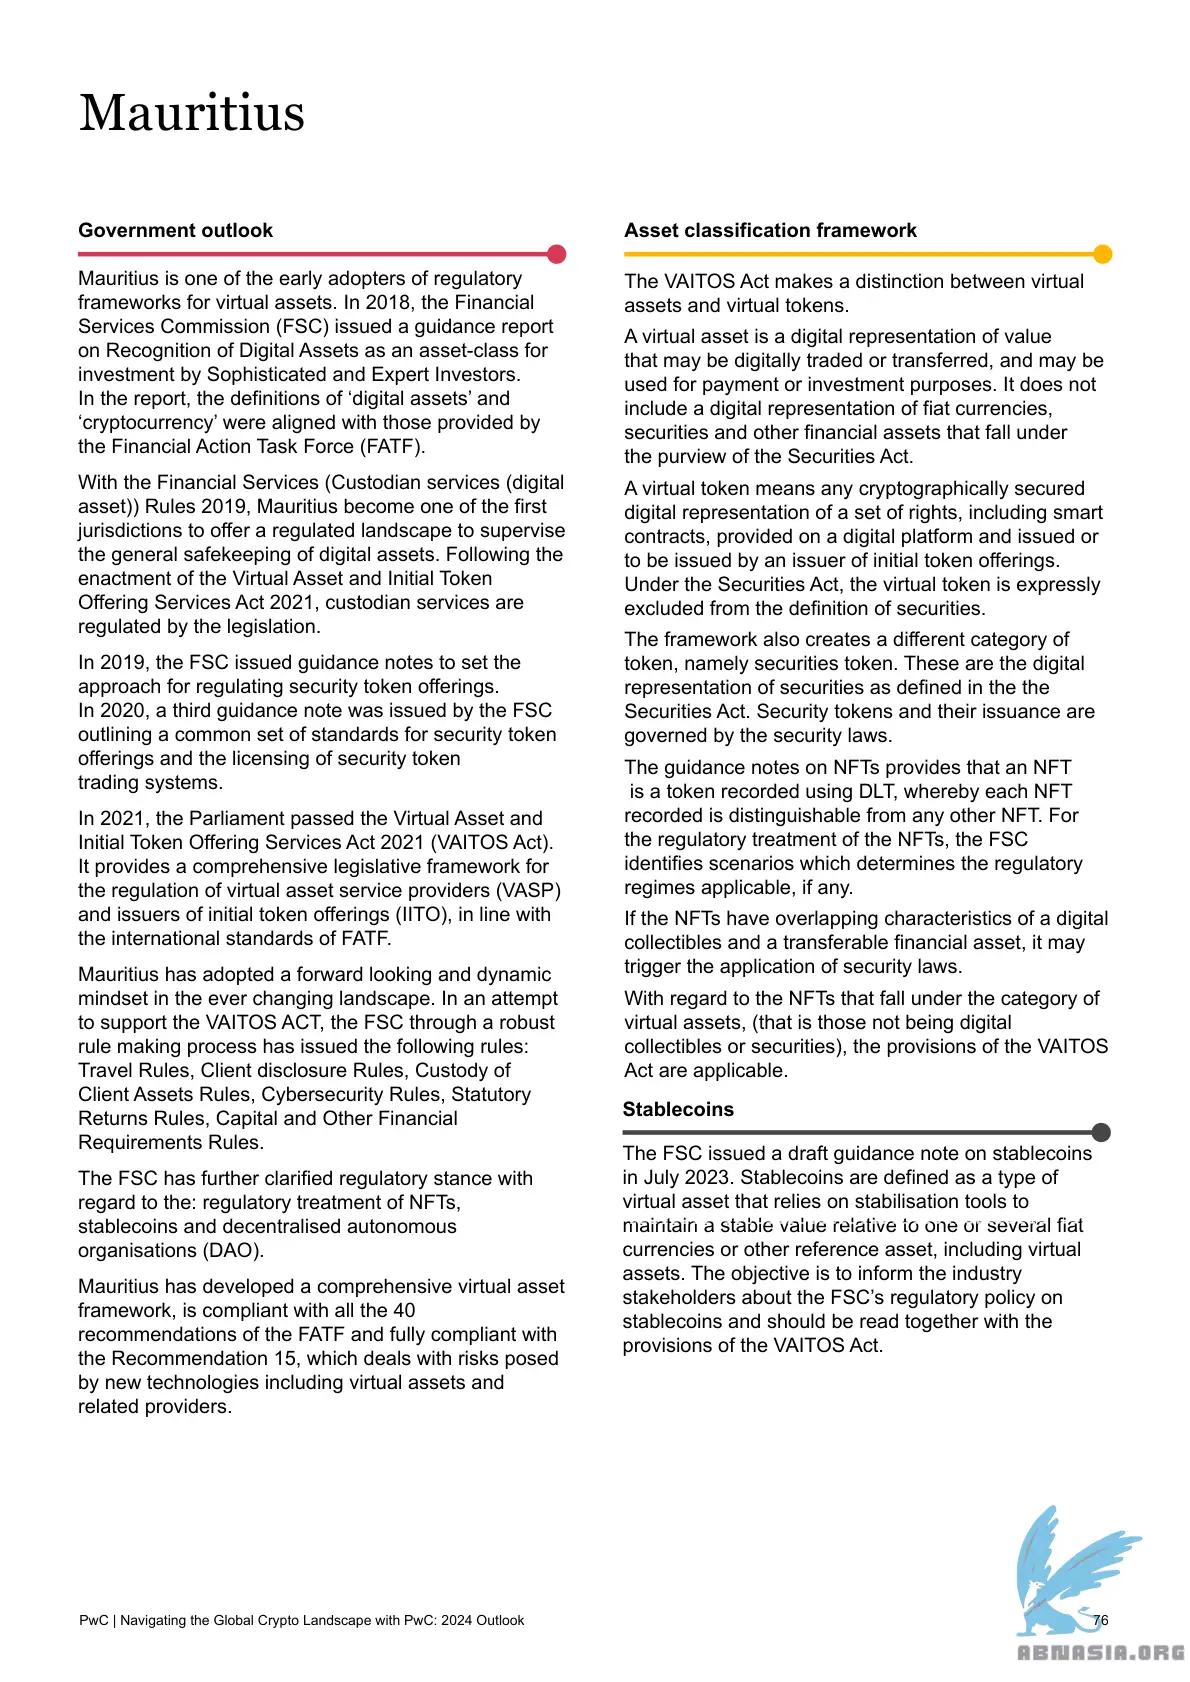 Mauritius
Government outlook
Mauritius is one of the early adopters of regulatory
frameworks for virtual assets. In 2018, the Financial
Services Commission (FSC) issued a guidance report
on Recognition of Digital Assets as an asset-class for
investment by Sophisticated and Expert Investors.
In the report, the definitions of ‘digital assets’ and
‘cryptocurrency’ were aligned with those provided by
the Financial Action Task Force (FATF).
With the Financial Services (Custodian services (digital
asset)) Rules 2019, Mauritius become one of the first
jurisdictions to offer a regulated landscape to supervise
the general safekeeping of digital assets. Following the
enactment of the Virtual Asset and Initial Token
Offering Services Act 2021, custodian services are
regulated by the legislation.
In 2019, the FSC issued guidance notes to set the
approach for regulating security token offerings.
In 2020, a third guidance note was issued by the FSC
outlining a common set of standards for security token
offerings and the licensing of security token
trading systems.
In 2021, the Parliament passed the Virtual Asset and
Initial Token Offering Services Act 2021 (VAITOS Act).
It provides a comprehensive legislative framework for
the regulation of virtual asset service providers (VASP)
and issuers of initial token offerings (IITO), in line with
the international standards of FATF.
Mauritius has adopted a forward looking and dynamic
mindset in the ever changing landscape. In an attempt
to support the VAITOS ACT, the FSC through a robust
rule making process has issued the following rules:
Travel Rules, Client disclosure Rules, Custody of
Client Assets Rules, Cybersecurity Rules, Statutory
Returns Rules, Capital and Other Financial
Requirements Rules.
The FSC has further clarified regulatory stance with
regard to the: regulatory treatment of NFTs,
stablecoins and decentralised autonomous
organisations (DAO).
Mauritius has developed a comprehensive virtual asset
framework, is compliant with all the 40
recommendations of the FATF and fully compliant with
the Recommendation 15, which deals with risks posed
by new technologies including virtual assets and
related providers.
Asset classification framework
The VAITOS Act makes a distinction between virtual
assets and virtual tokens.
A virtual asset is a digital representation of value
that may be digitally traded or transferred, and may be
used for payment or investment purposes. It does not
include a digital representation of fiat currencies,
securities and other financial assets that fall under
the purview of the Securities Act.
A virtual token means any cryptographically secured
digital representation of a set of rights, including smart
contracts, provided on a digital platform and issued or
to be issued by an issuer of initial token offerings.
Under the Securities Act, the virtual token is expressly
excluded from the definition of securities.
The framework also creates a different category of
token, namely securities token. These are the digital
representation of securities as defined in the the
Securities Act. Security tokens and their issuance are
governed by the security laws.
The guidance notes on NFTs provides that an NFT
is a token recorded using DLT, whereby each NFT
recorded is distinguishable from any other NFT. For
the regulatory treatment of the NFTs, the FSC
identifies scenarios which determines the regulatory
regimes applicable, if any.
If the NFTs have overlapping characteristics of a digital
collectibles and a transferable financial asset, it may
trigger the application of security laws.
With regard to the NFTs that fall under the category of
virtual assets, (that is those not being digital
collectibles or securities), the provisions of the VAITOS
Act are applicable.
Stablecoins
The FSC issued a draft guidance note on stablecoins
in July 2023. Stablecoins are defined as a type of
virtual asset that relies on stabilisation tools to
maintain a stable value relative to one or several fiat
currencies or other reference asset, including virtual
assets. The objective is to inform the industry
stakeholders about the FSC’s regulatory policy on
stablecoins and should be read together with the
provisions of the VAITOS Act.
PwC | Navigating the Global Crypto Landscape with PwC: 2024 Outlook
76
ABNASIA.ORG